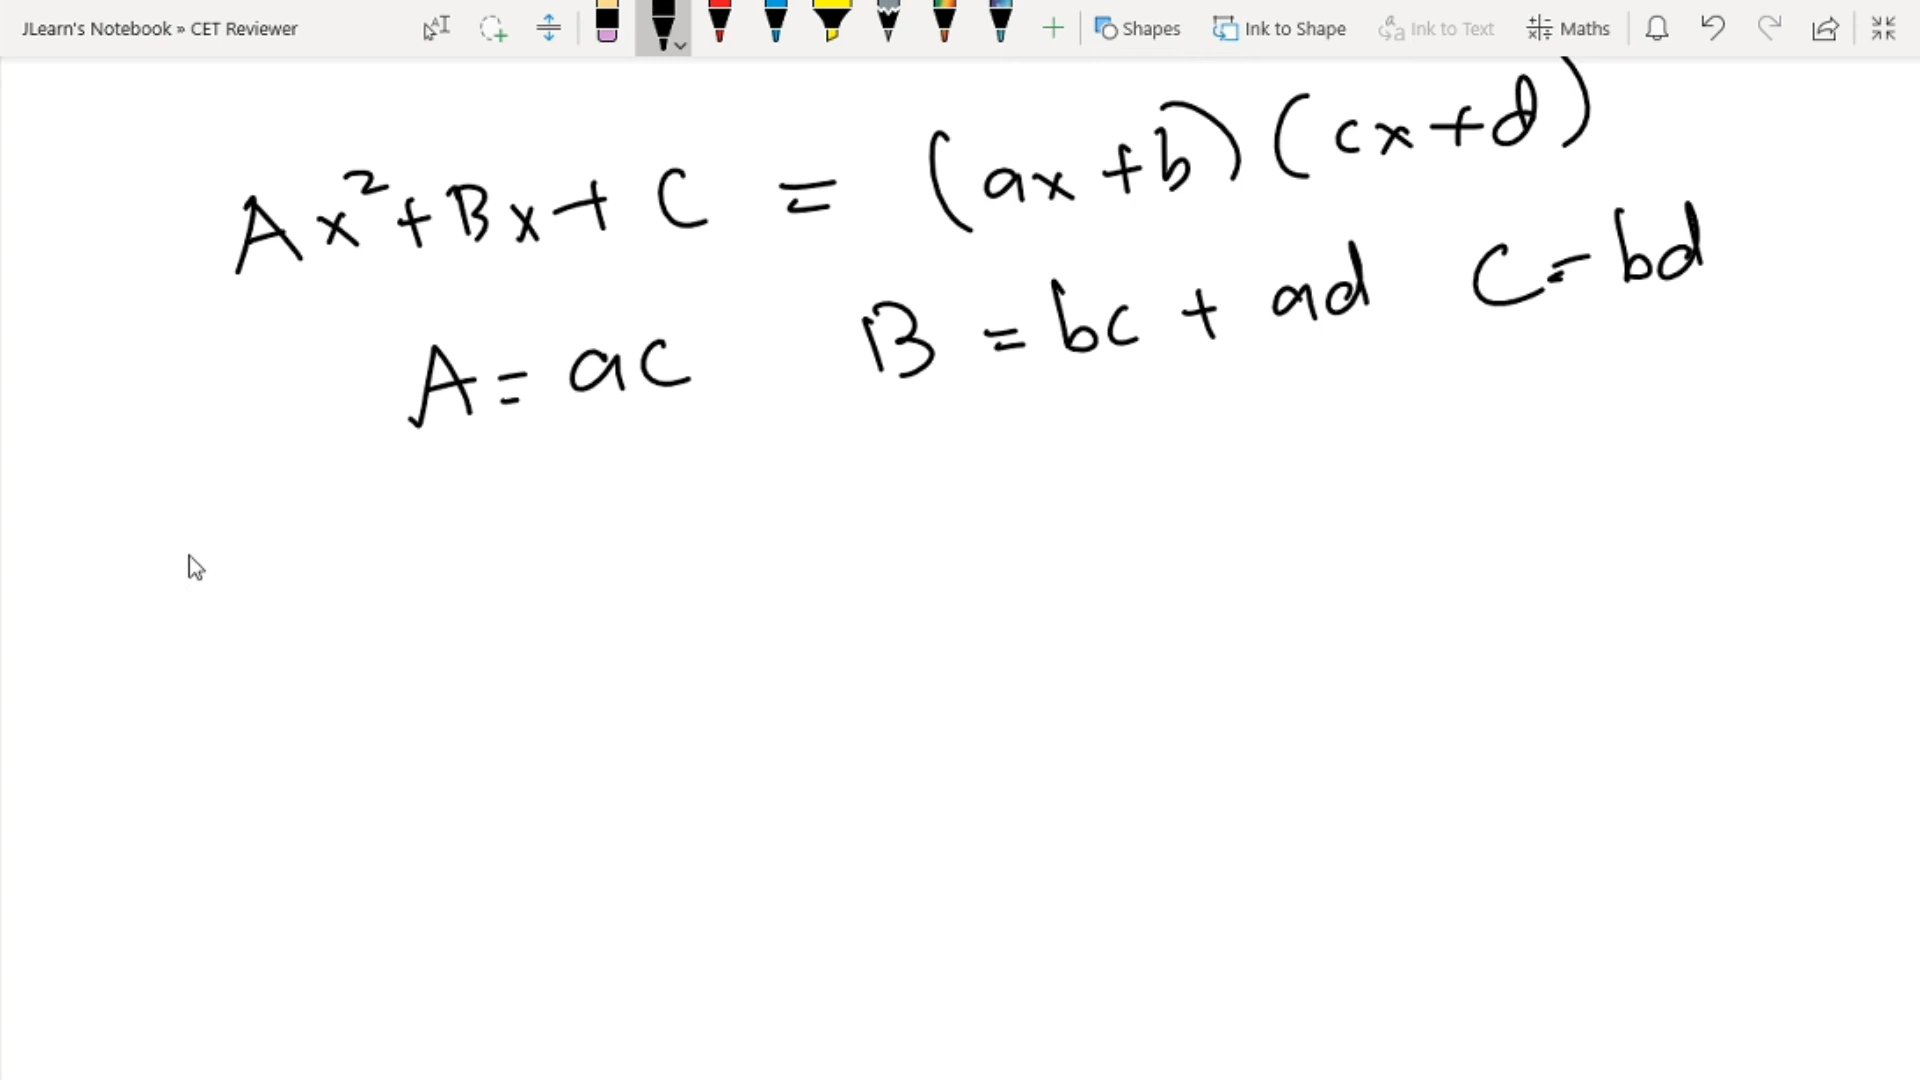 JLearn's Notebook » CET Reviewer
Shapes Ink to Shape Ink to Text Maths
Ax²+Bx+C = (ax+b)(cx+d)
A=ac B=bc+ad C=bd